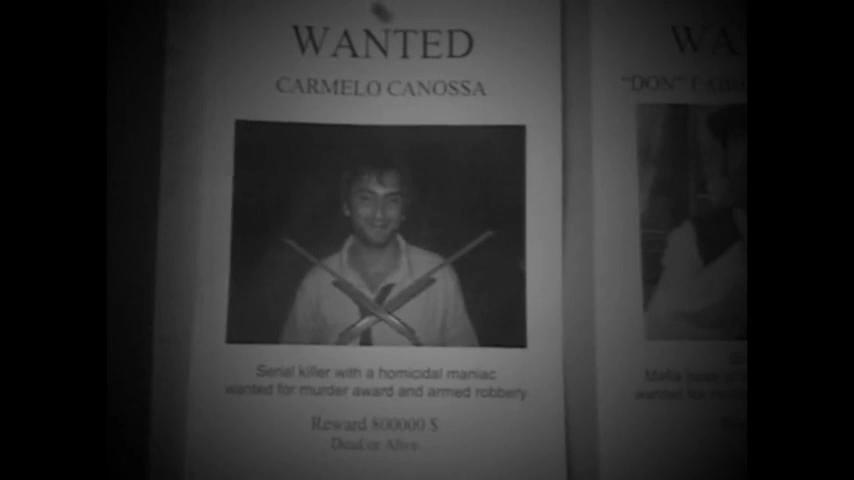 WANTED
CARMELO CANOSSA
Serial killer with a homicidal maniac
wanted for murder award and armed robbery
Reward 800000 $
Dead or Alive
WA
"DON"
Mafia boss
wanted for